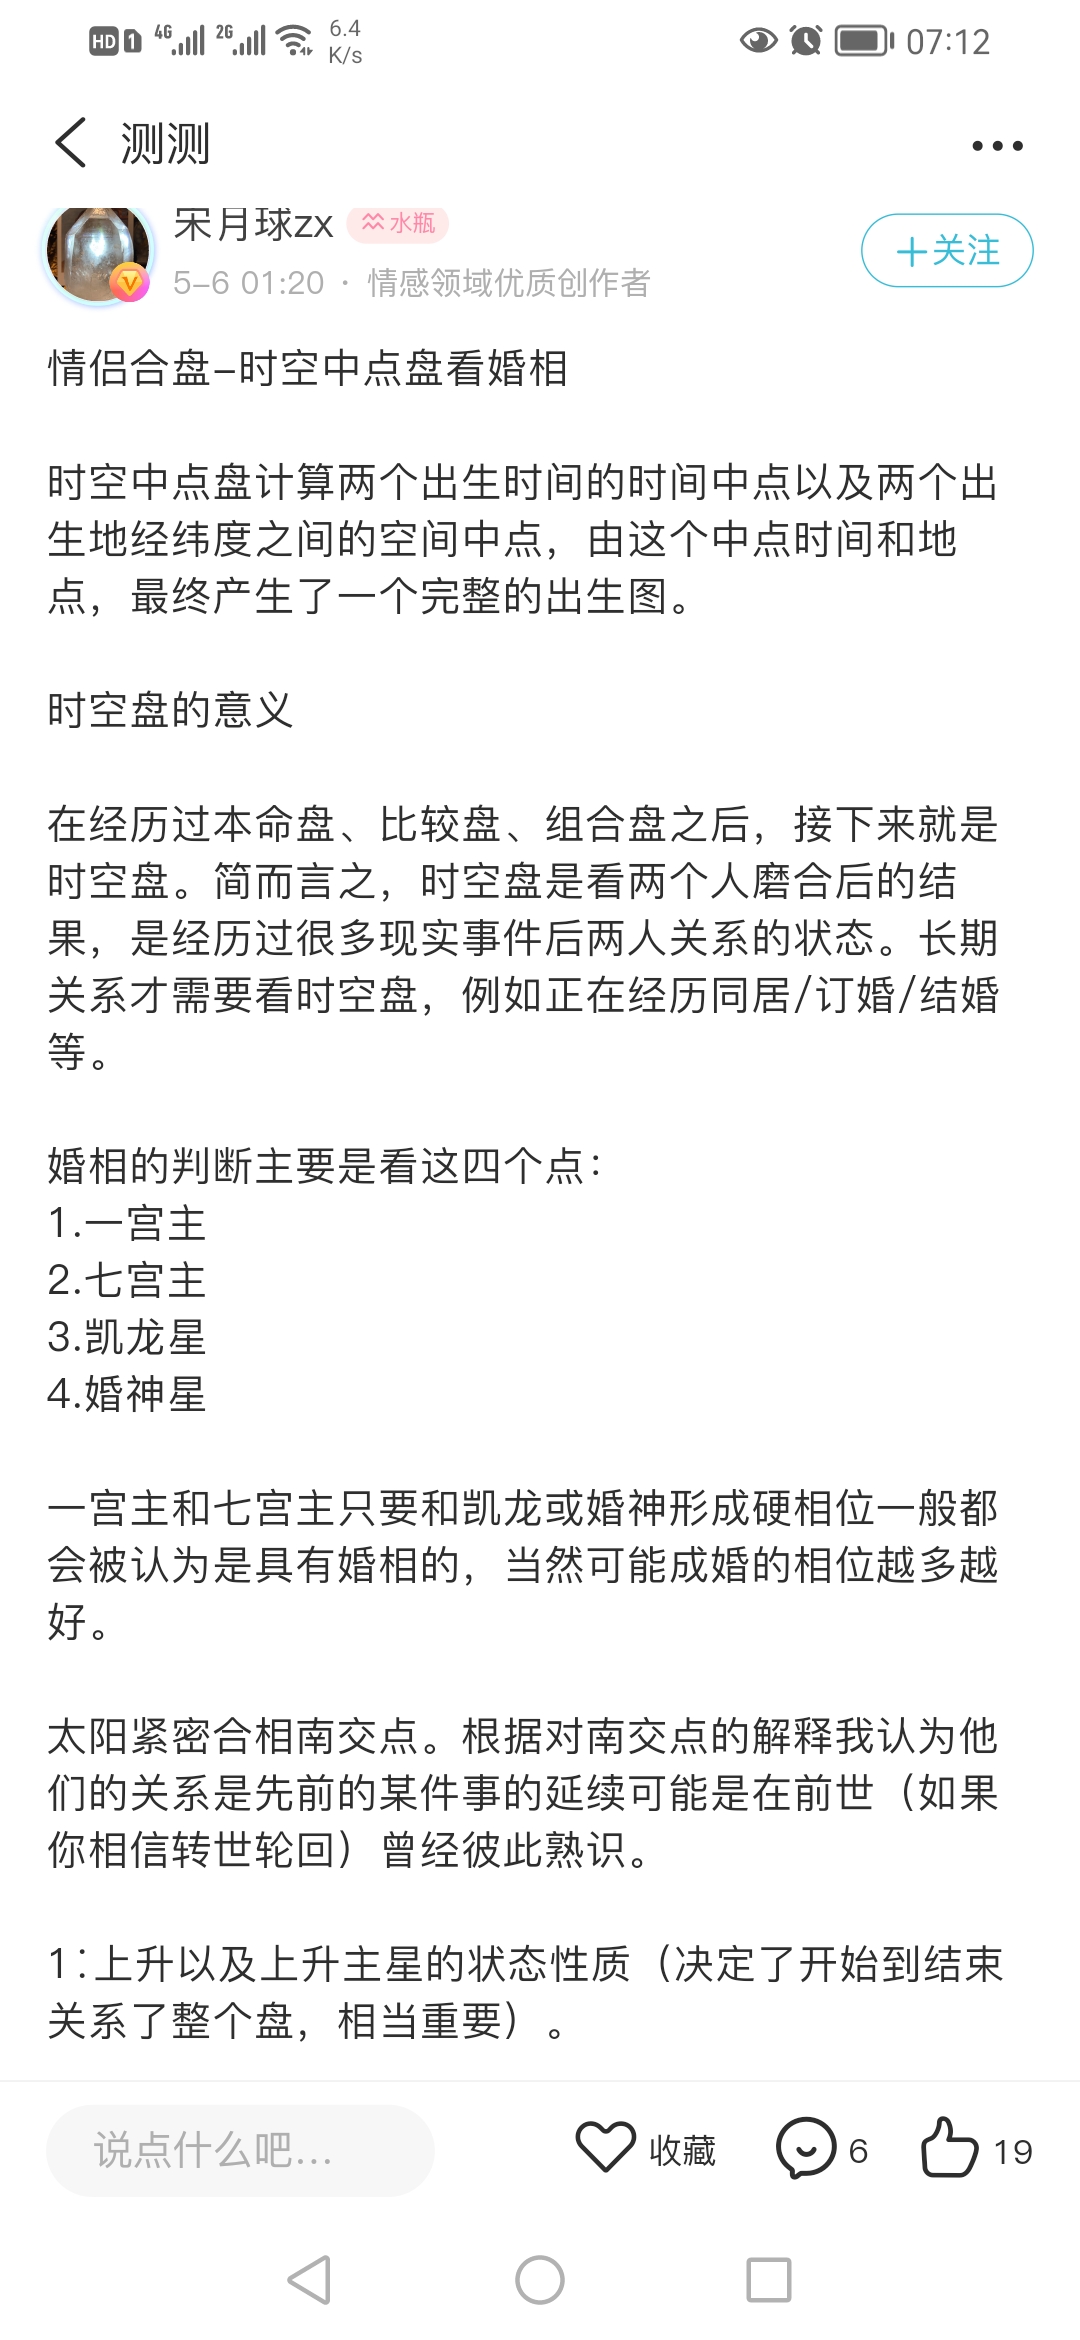 HD 1 4G 2G 6.4 K/s 07:12
测测
宋月球zx 水瓶
5-6 01:20 · 情感领域优质创作者
+关注
情侣合盘-时空中点盘看婚相
时空中点盘计算两个出生时间的时间中点以及两个出
生地经纬度之间的空间中点，由这个中点时间和地
点，最终产生了一个完整的出生图。
时空盘的意义
在经历过本命盘、比较盘、组合盘之后，接下来就是
时空盘。简而言之，时空盘是看两个人磨合后的结
果，是经历过很多现实事件后两人关系的状态。长期
关系才需要看时空盘，例如正在经历同居/订婚/结婚
等。
婚相的判断主要是看这四个点：
1.一宫主
2.七宫主
3.凯龙星
4.婚神星
一宫主和七宫主只要和凯龙或婚神形成硬相位一般都
会被认为是具有婚相的，当然可能成婚的相位越多越
好。
太阳紧密合相南交点。根据对南交点的解释我认为他
们的关系是先前的某件事的延续可能是在前世（如果
你相信转世轮回）曾经彼此熟识。
1：上升以及上升主星的状态性质（决定了开始到结束
关系了整个盘，相当重要）。
说点什么吧... 收藏 6 19